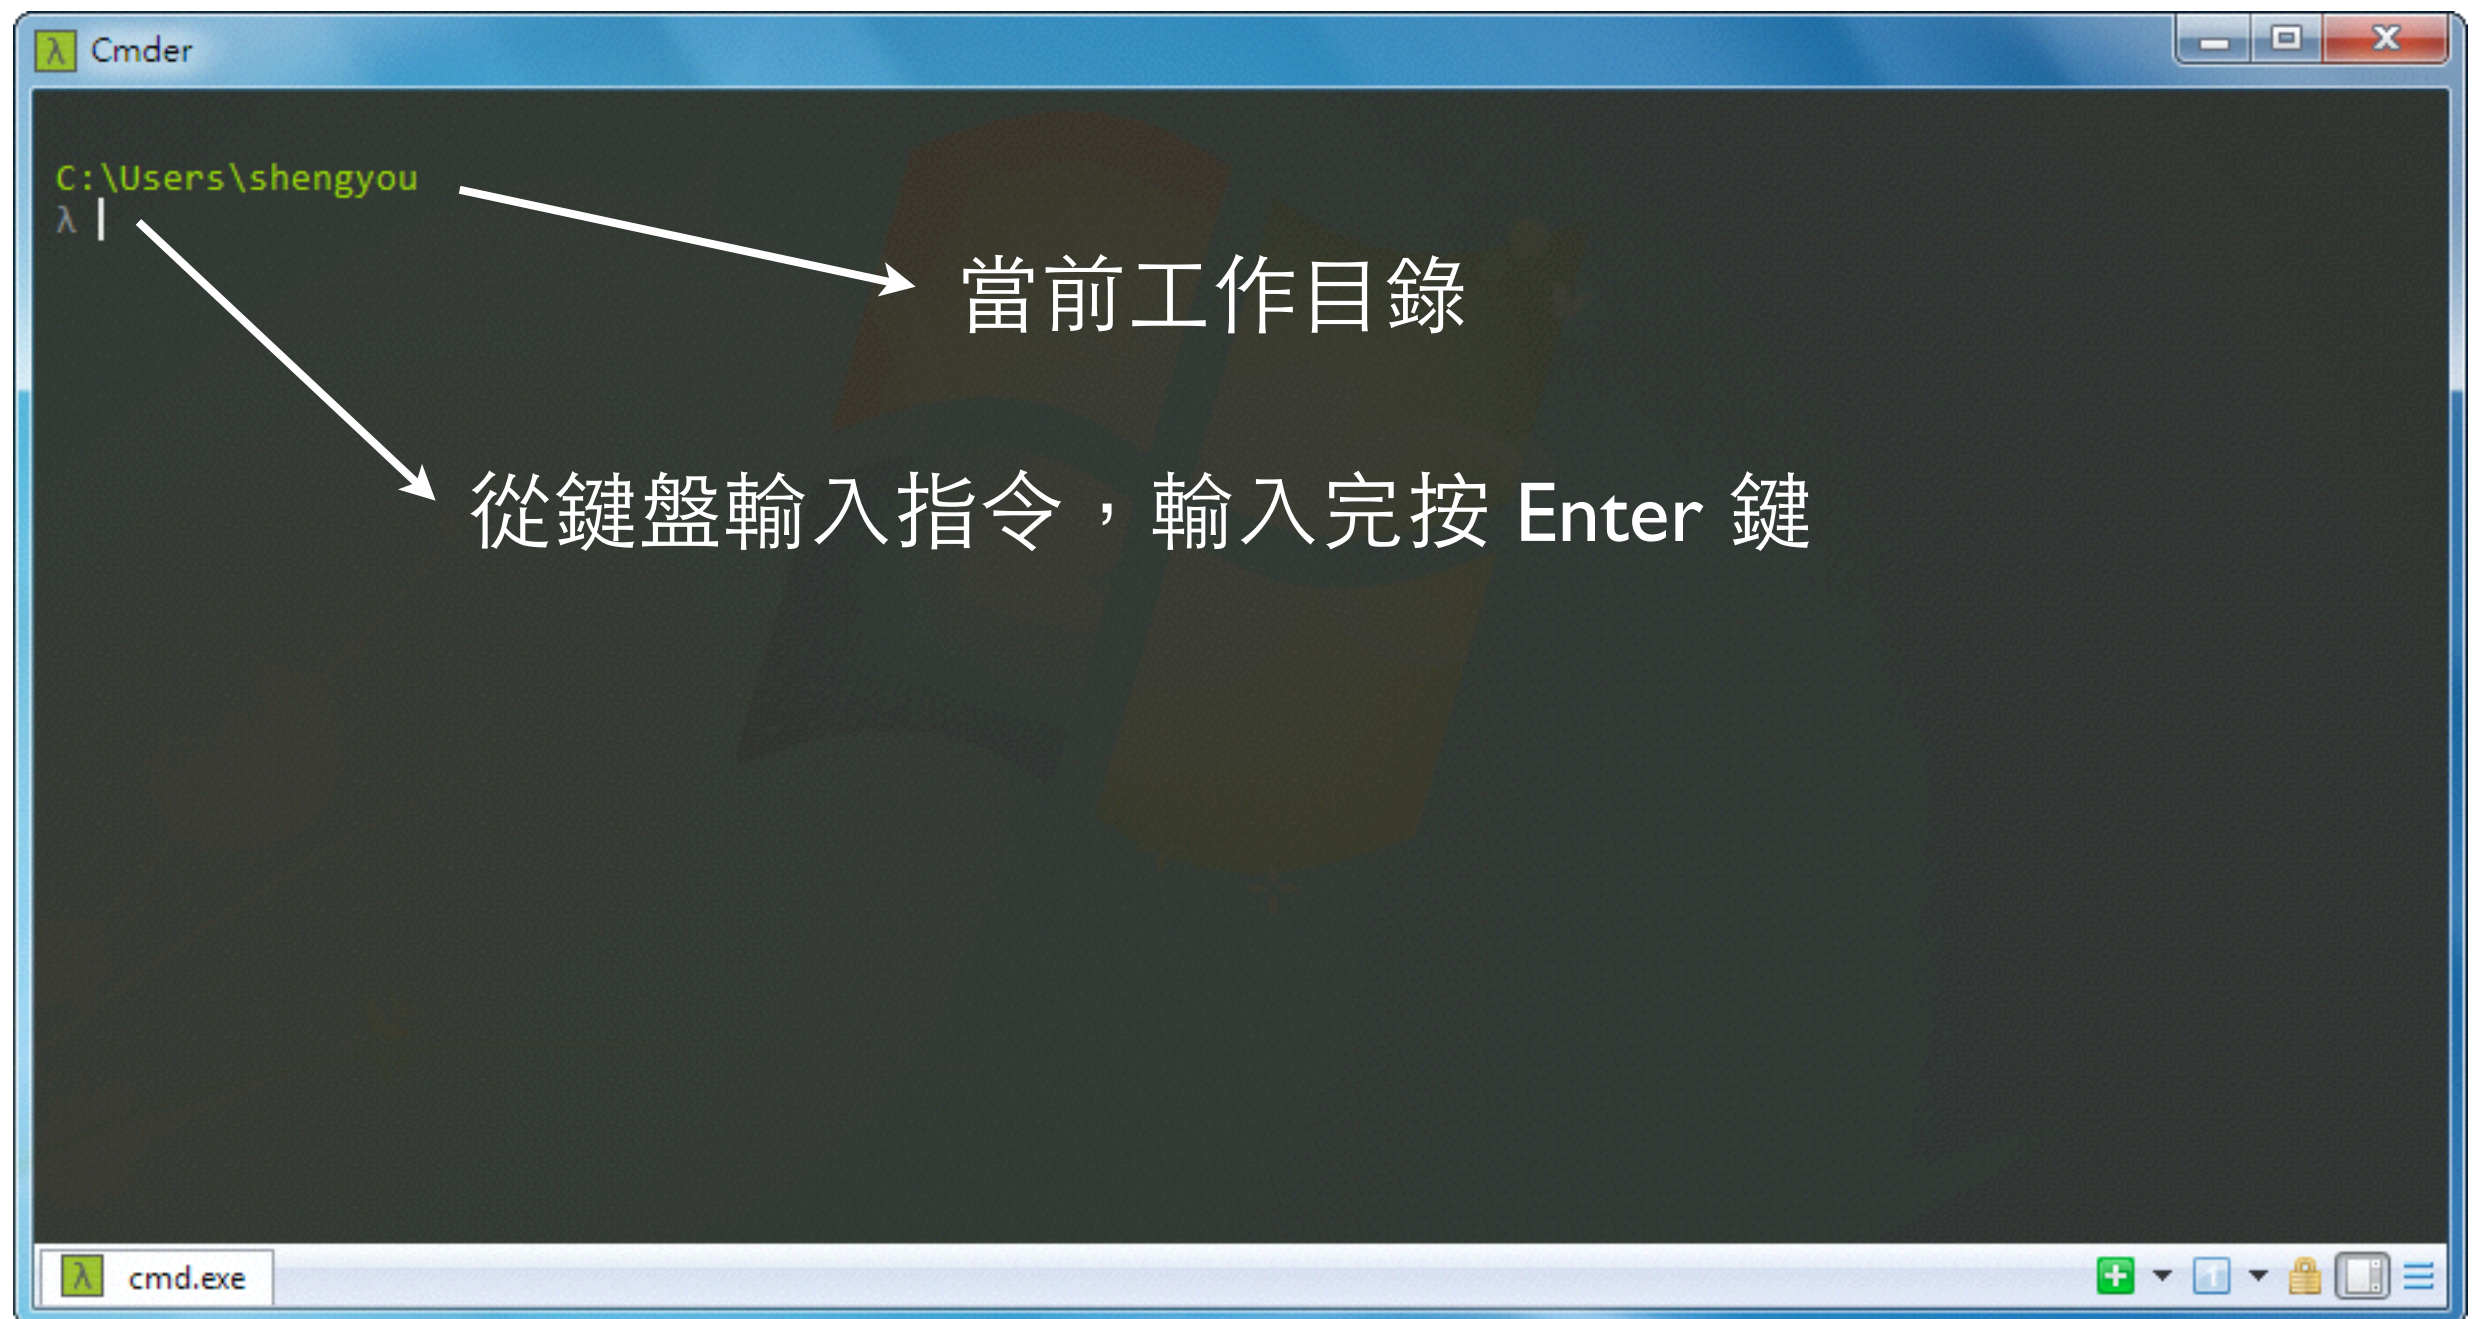 λ Cmder
C:\Users\shengyou
λ
當前工作目錄
從鍵盤輸入指令，輸入完按 Enter 鍵
λ cmd.exe
1